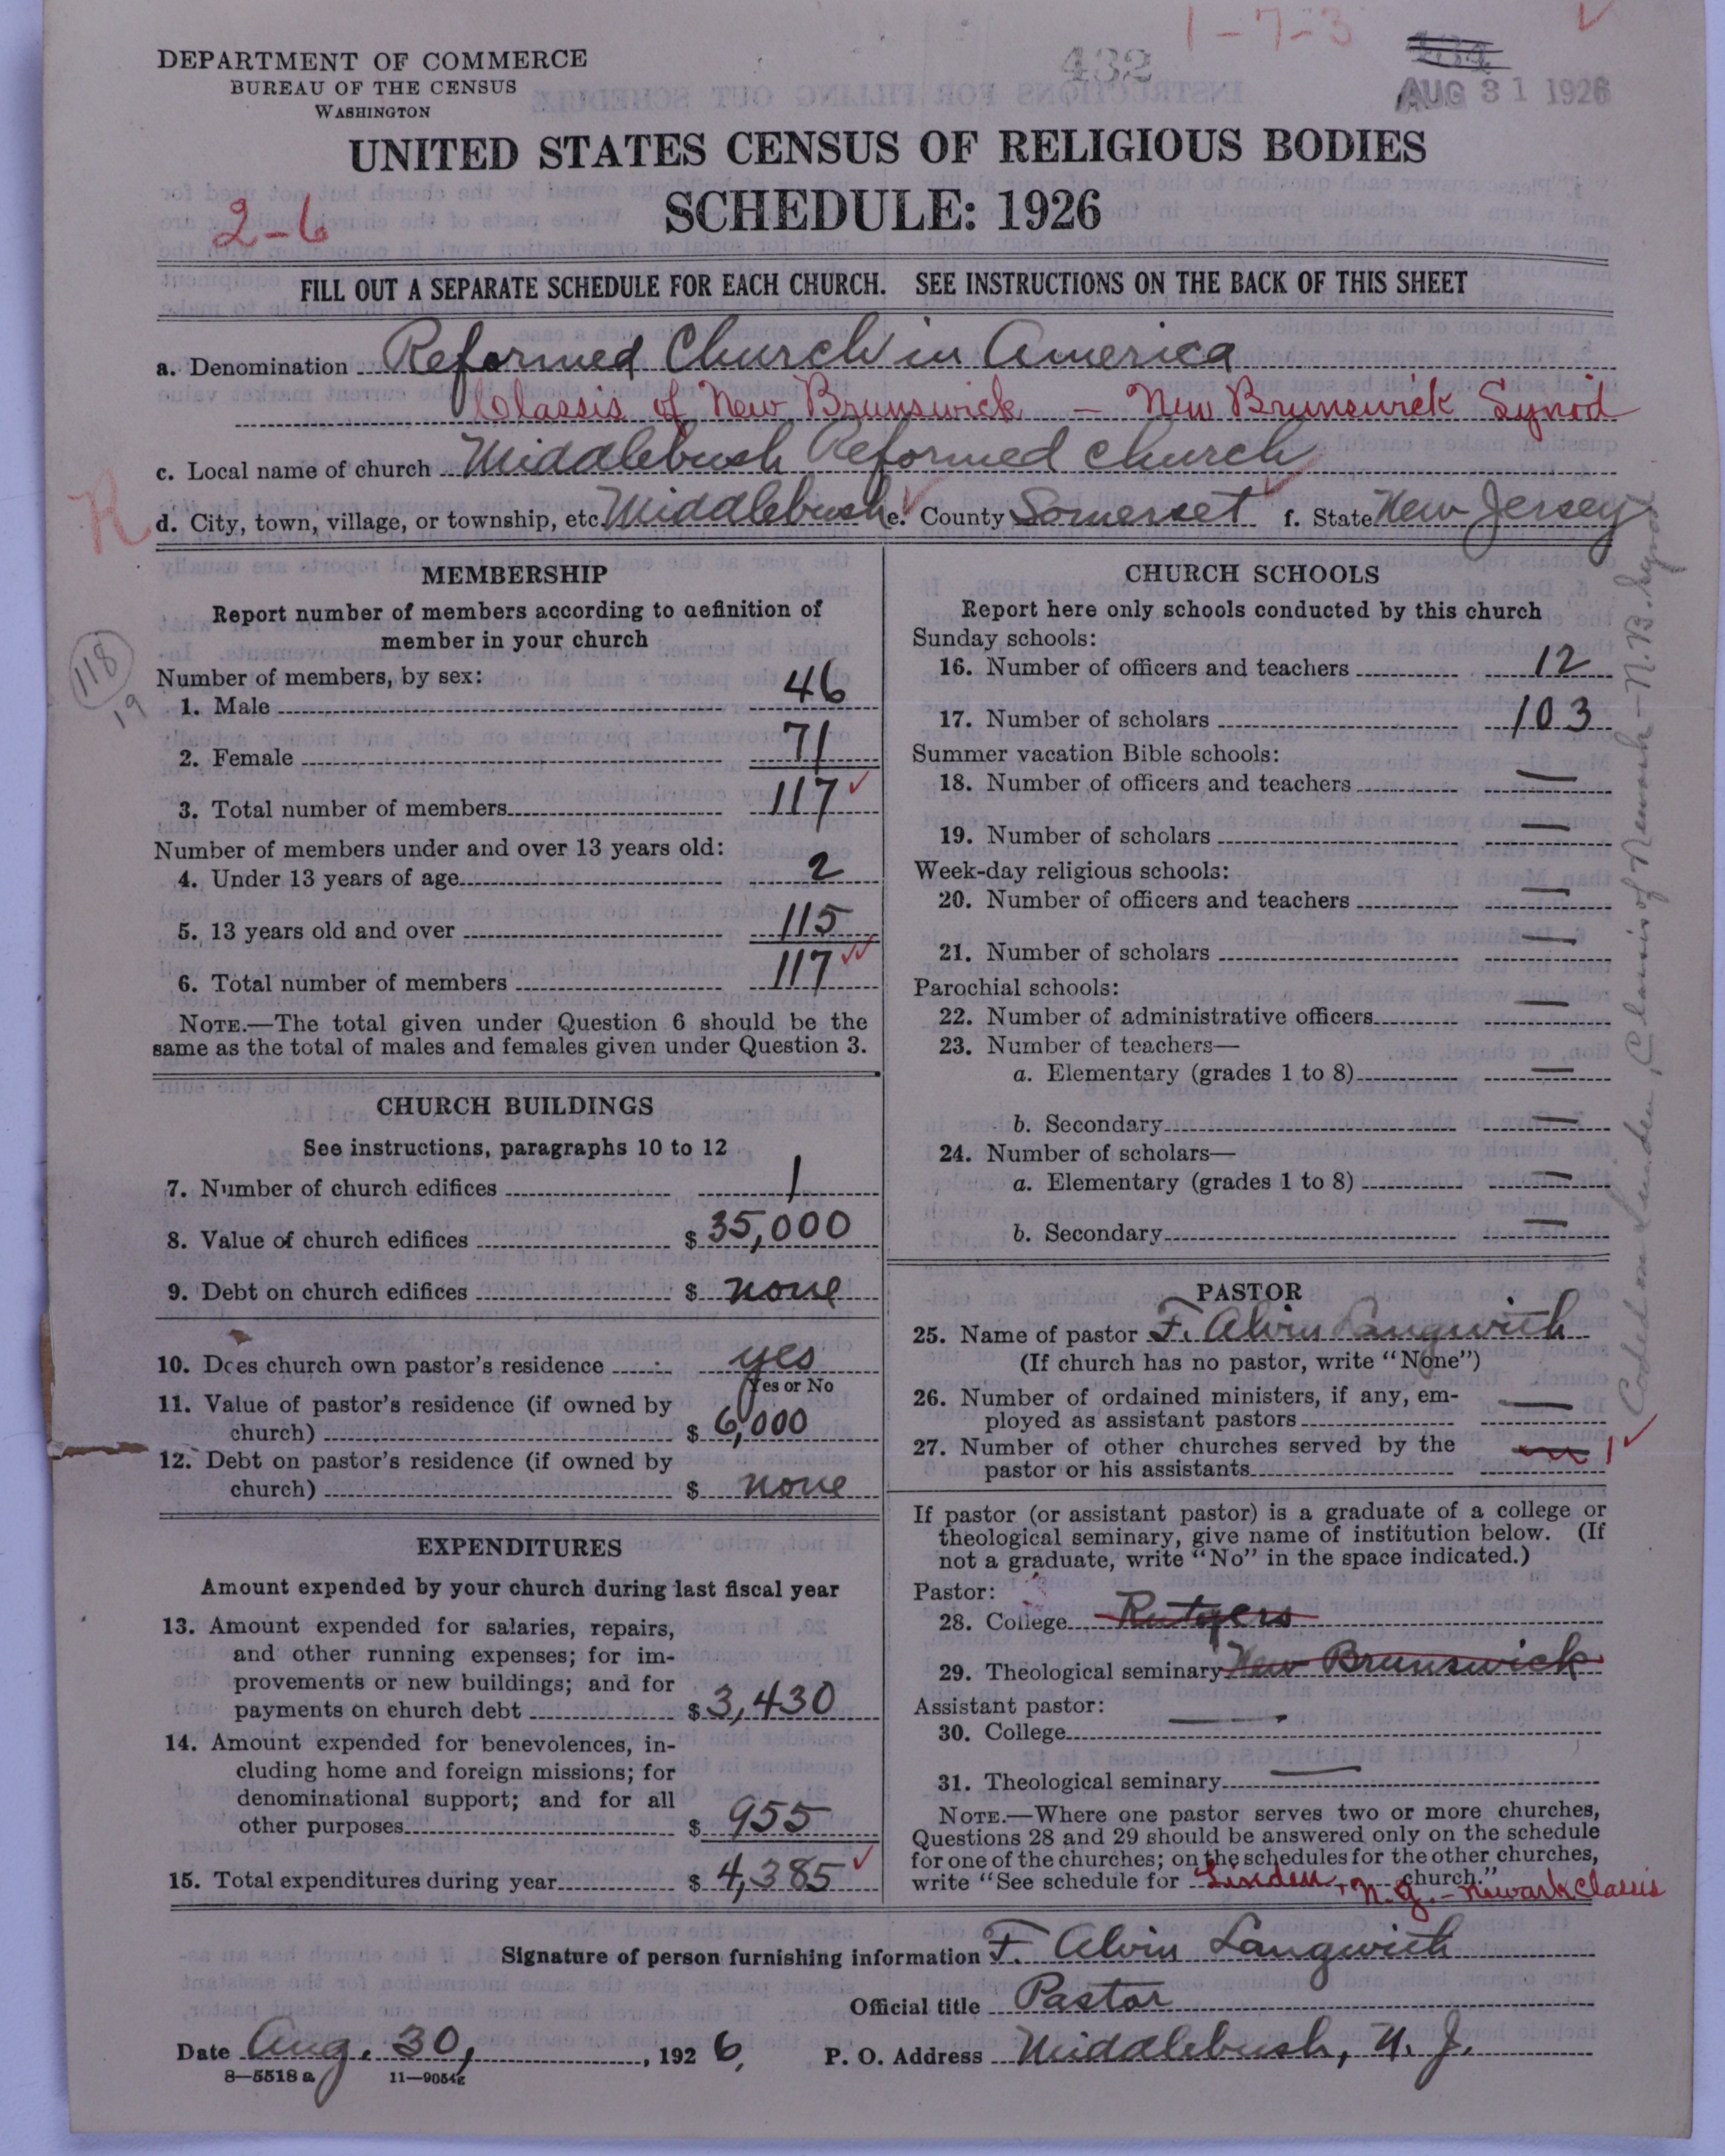 1-7-3
DEPARTMENT OF COMMERCE
BUREAU OF THE CENSUS
WASHINGTON
432
AUG 31 1926
UNITED STATES CENSUS OF RELIGIOUS BODIES
SCHEDULE: 1926
2-6
FILL OUT A SEPARATE SCHEDULE FOR EACH CHURCH. SEE INSTRUCTIONS ON THE BACK OF THIS SHEET
a. Denomination Reformed Church in America
Classis of New Brunswick — New Brunswick Synod
c. Local name of church Middlebush Reformed church
R
d. City, town, village, or township, etc. Middlebush e. County Somerset f. State New Jersey
MEMBERSHIP
Report number of members according to definition of
member in your church
118
19
Number of members, by sex:
1. Male 46
2. Female 71
3. Total number of members 117
Number of members under and over 13 years old:
4. Under 13 years of age 2
5. 13 years old and over 115
6. Total number of members 117
NOTE.—The total given under Question 6 should be the
same as the total of males and females given under Question 3.
CHURCH BUILDINGS
See instructions, paragraphs 10 to 12
7. Number of church edifices 1
8. Value of church edifices $ 35,000
9. Debt on church edifices $ none
10. Does church own pastor's residence yes
Yes or No
11. Value of pastor's residence (if owned by
church) $ 6,000
12. Debt on pastor's residence (if owned by
church) $ none
EXPENDITURES
Amount expended by your church during last fiscal year
13. Amount expended for salaries, repairs,
and other running expenses; for im-
provements or new buildings; and for
payments on church debt $ 3,430
14. Amount expended for benevolences, in-
cluding home and foreign missions; for
denominational support; and for all
other purposes $ 955
15. Total expenditures during year $ 4,385
CHURCH SCHOOLS
Report here only schools conducted by this church
Sunday schools:
16. Number of officers and teachers 12
17. Number of scholars 103
Summer vacation Bible schools:
18. Number of officers and teachers —
19. Number of scholars —
Week-day religious schools:
20. Number of officers and teachers —
21. Number of scholars —
Parochial schools:
22. Number of administrative officers —
23. Number of teachers—
a. Elementary (grades 1 to 8) —
b. Secondary —
24. Number of scholars—
a. Elementary (grades 1 to 8) —
b. Secondary —
PASTOR
25. Name of pastor F. Alvin Langwith
(If church has no pastor, write "None")
26. Number of ordained ministers, if any, em-
ployed as assistant pastors —
27. Number of other churches served by the
pastor or his assistants 1
If pastor (or assistant pastor) is a graduate of a college or
theological seminary, give name of institution below. (If
not a graduate, write "No" in the space indicated.)
Pastor:
28. College Rutgers
29. Theological seminary New Brunswick
Assistant pastor:
30. College —
31. Theological seminary —
NOTE.—Where one pastor serves two or more churches,
Questions 28 and 29 should be answered only on the schedule
for one of the churches; on the schedules for the other churches,
write "See schedule for Linden, church."
N.J. - Newark Classis
Coded on Linden, Classis of Newark — N.B. Synod
Signature of person furnishing information F. Alvin Langwith
Official title Pastor
Date Aug. 30, 1926, P. O. Address Middlebush, N. J.
8—5518 a 11—9054